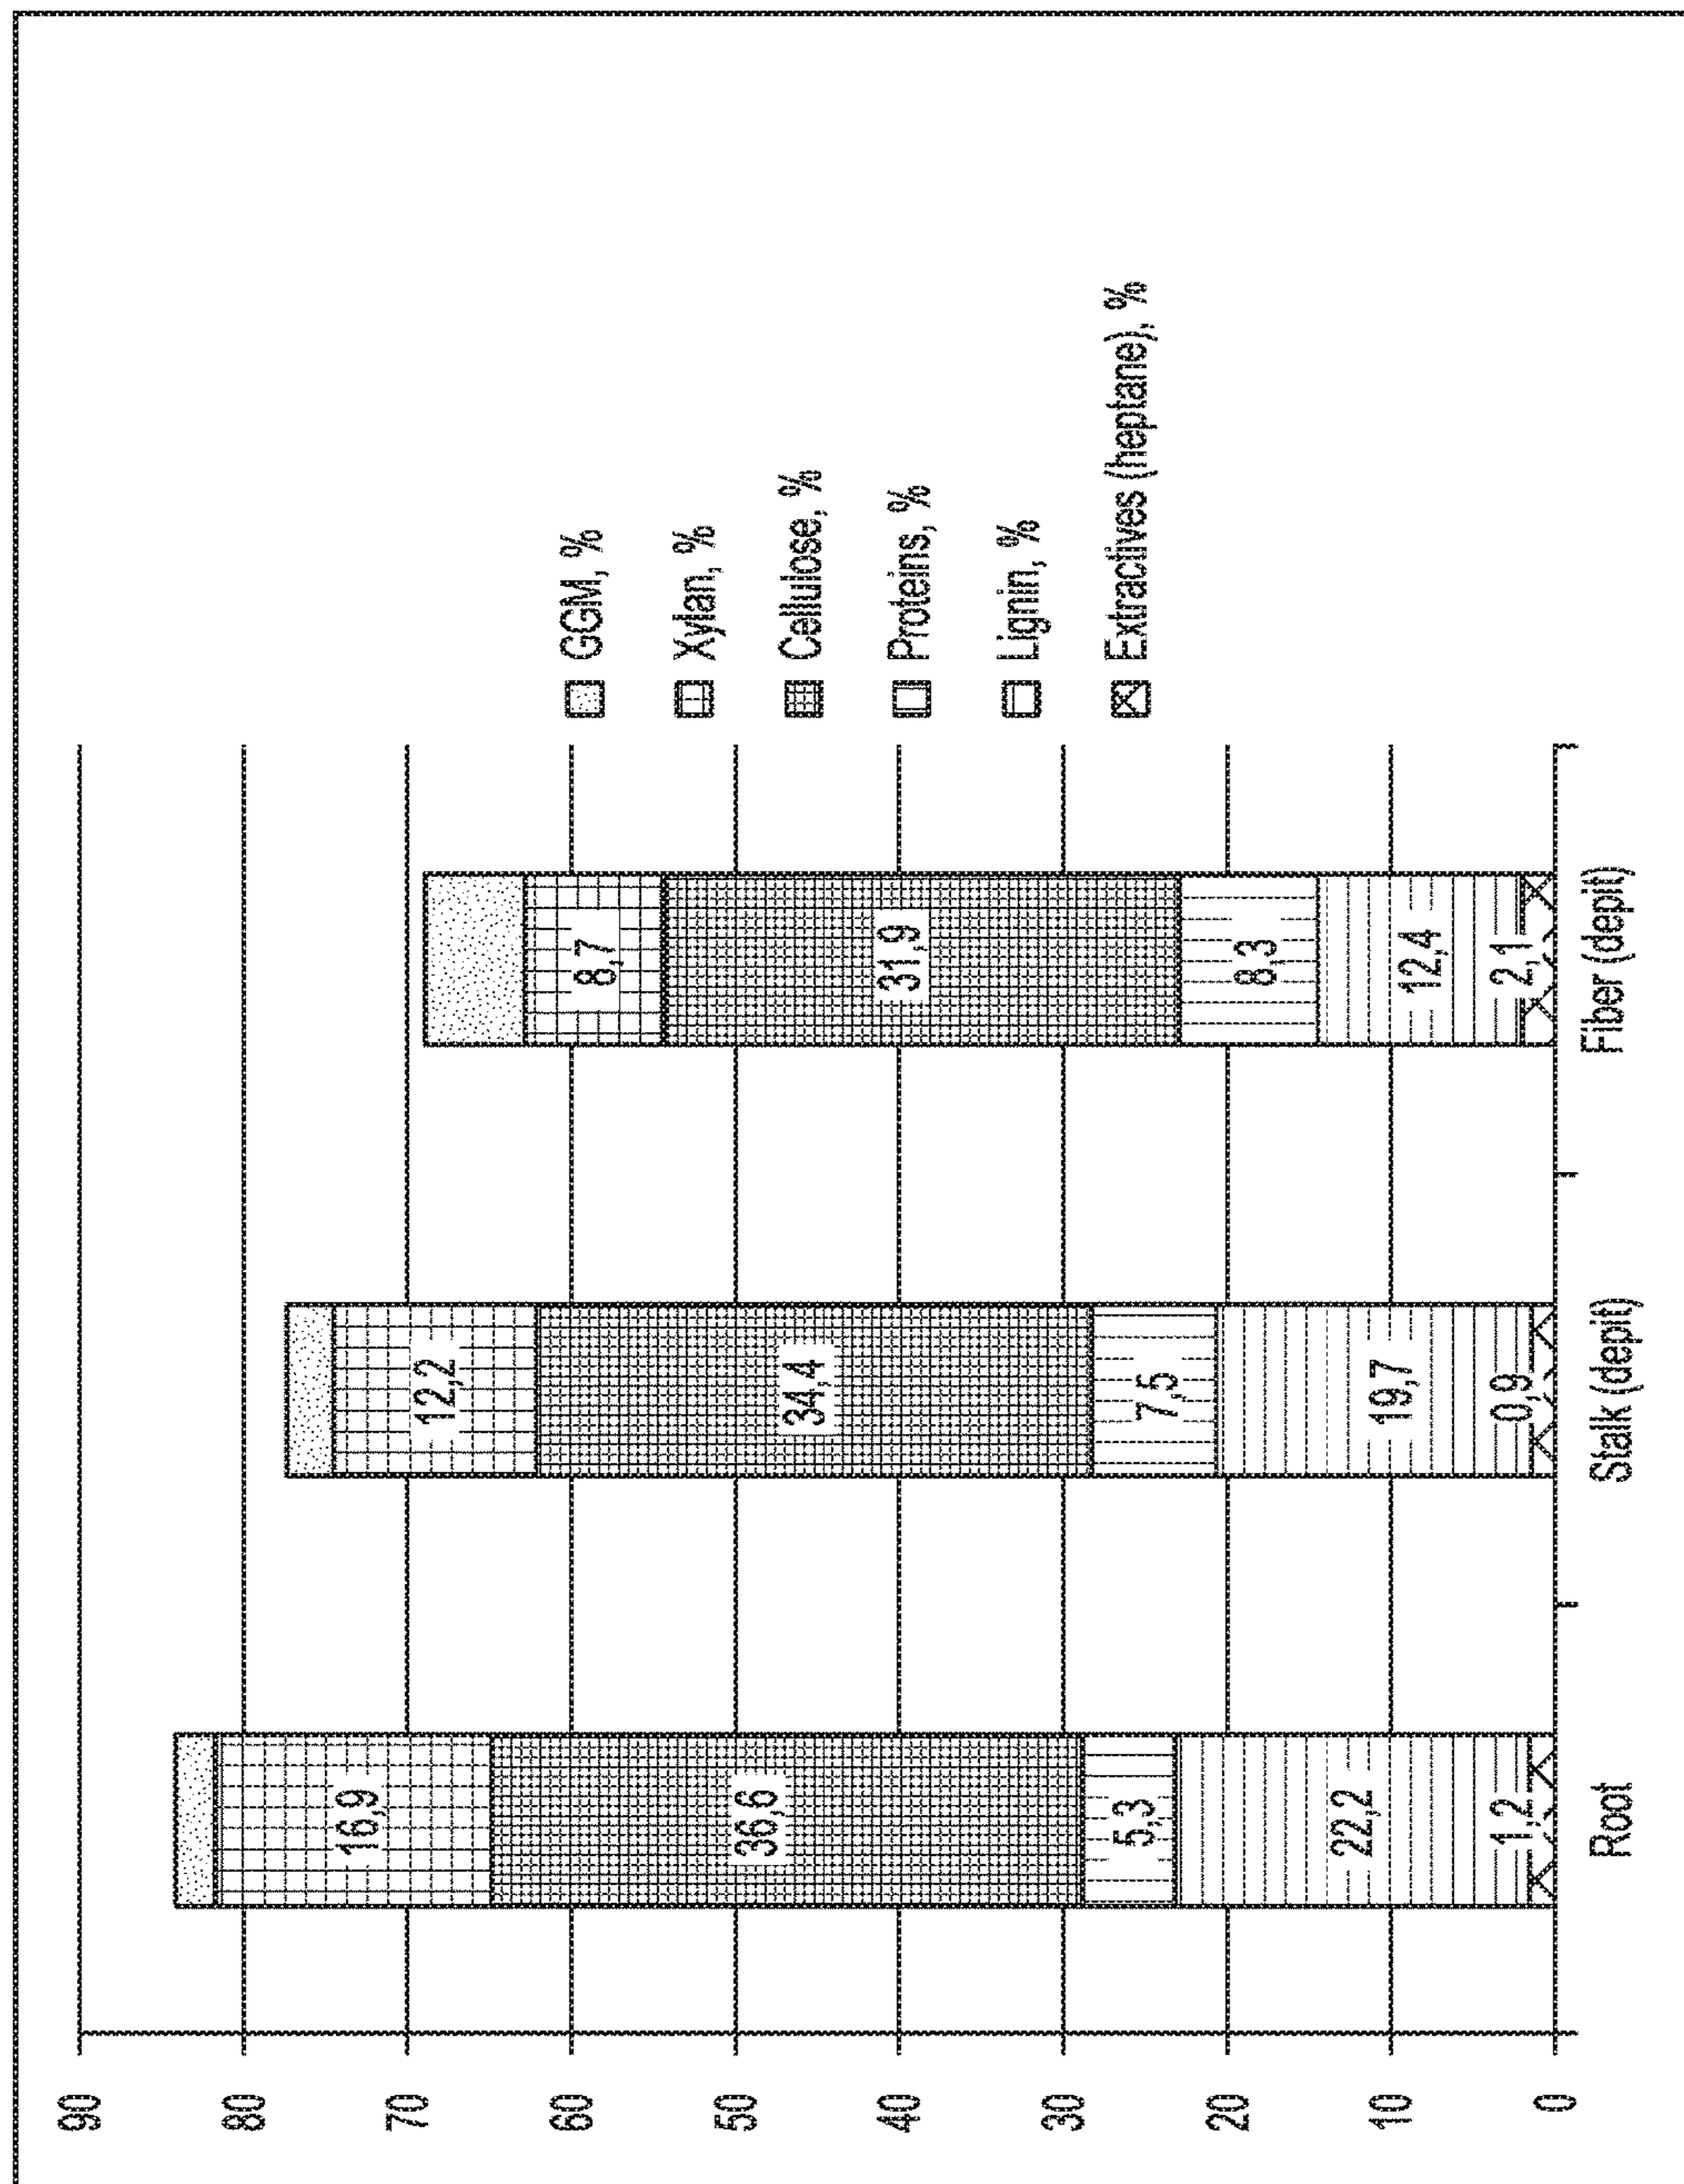 90
80
70
60
50
40
30
20
10
0
16,9
36,6
5,3
22,2
1,2
Root
12,2
34,4
7,5
19,7
0,9
Stalk (depit)
8,7
31,9
8,3
12,4
2,1
Fiber (depit)
GGM, %
Xylan, %
Cellulose, %
Proteins, %
Lignin, %
Extractives (heptane), %